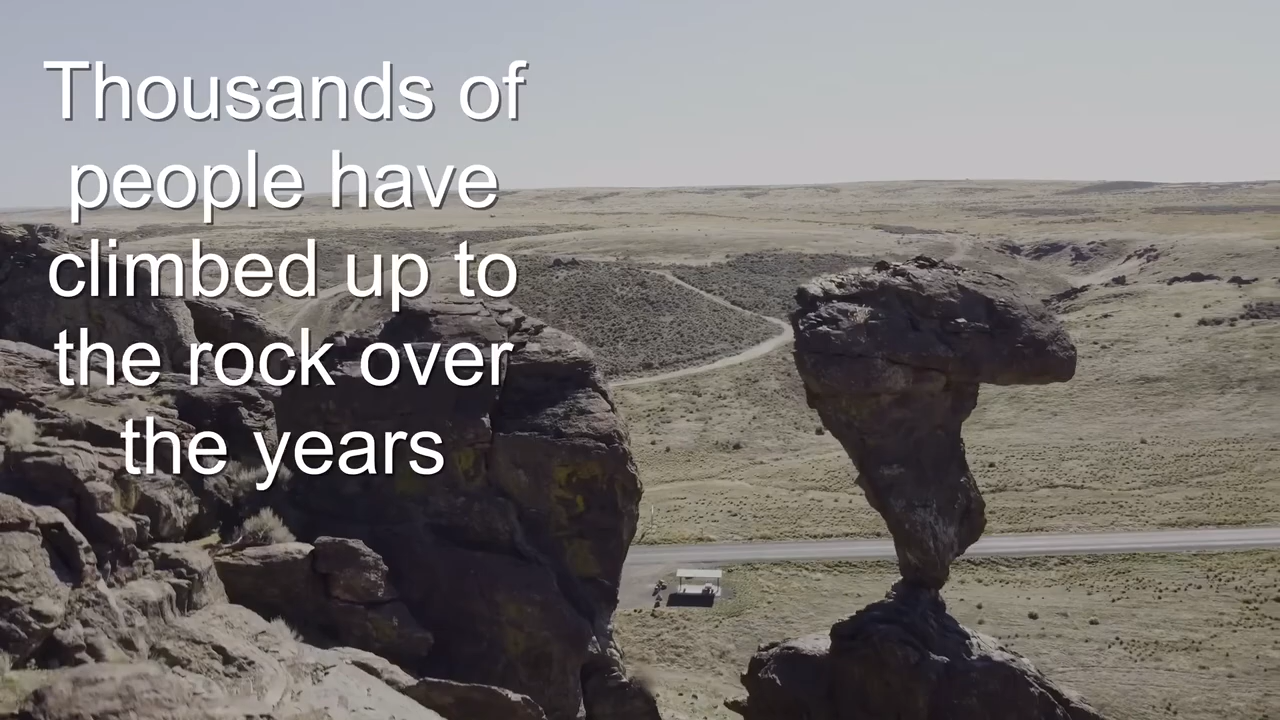 Thousands of
people have
climbed up to
the rock over
the years